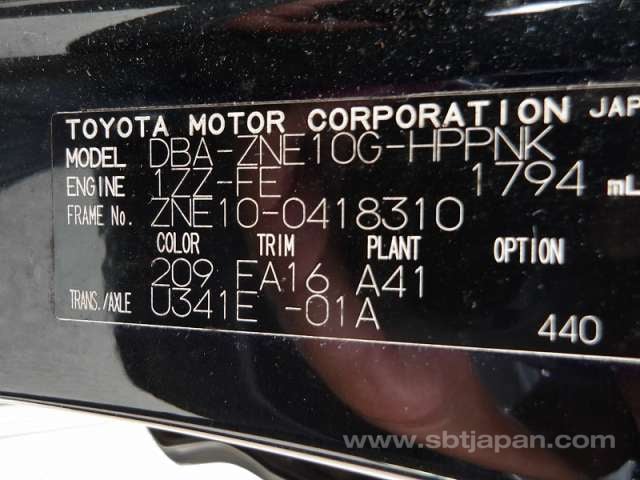 TOYOTA MOTOR CORPORATION JAP
MODEL DBA-ZNE10G-HPPNK
ENGINE 1ZZ-FE 1794 mL
FRAME No. ZNE10-0418310
COLOR TRIM PLANT OPTION
209 FA16 A41
TRANS./AXLE U341E -01A
440
www.sbtjapan.com